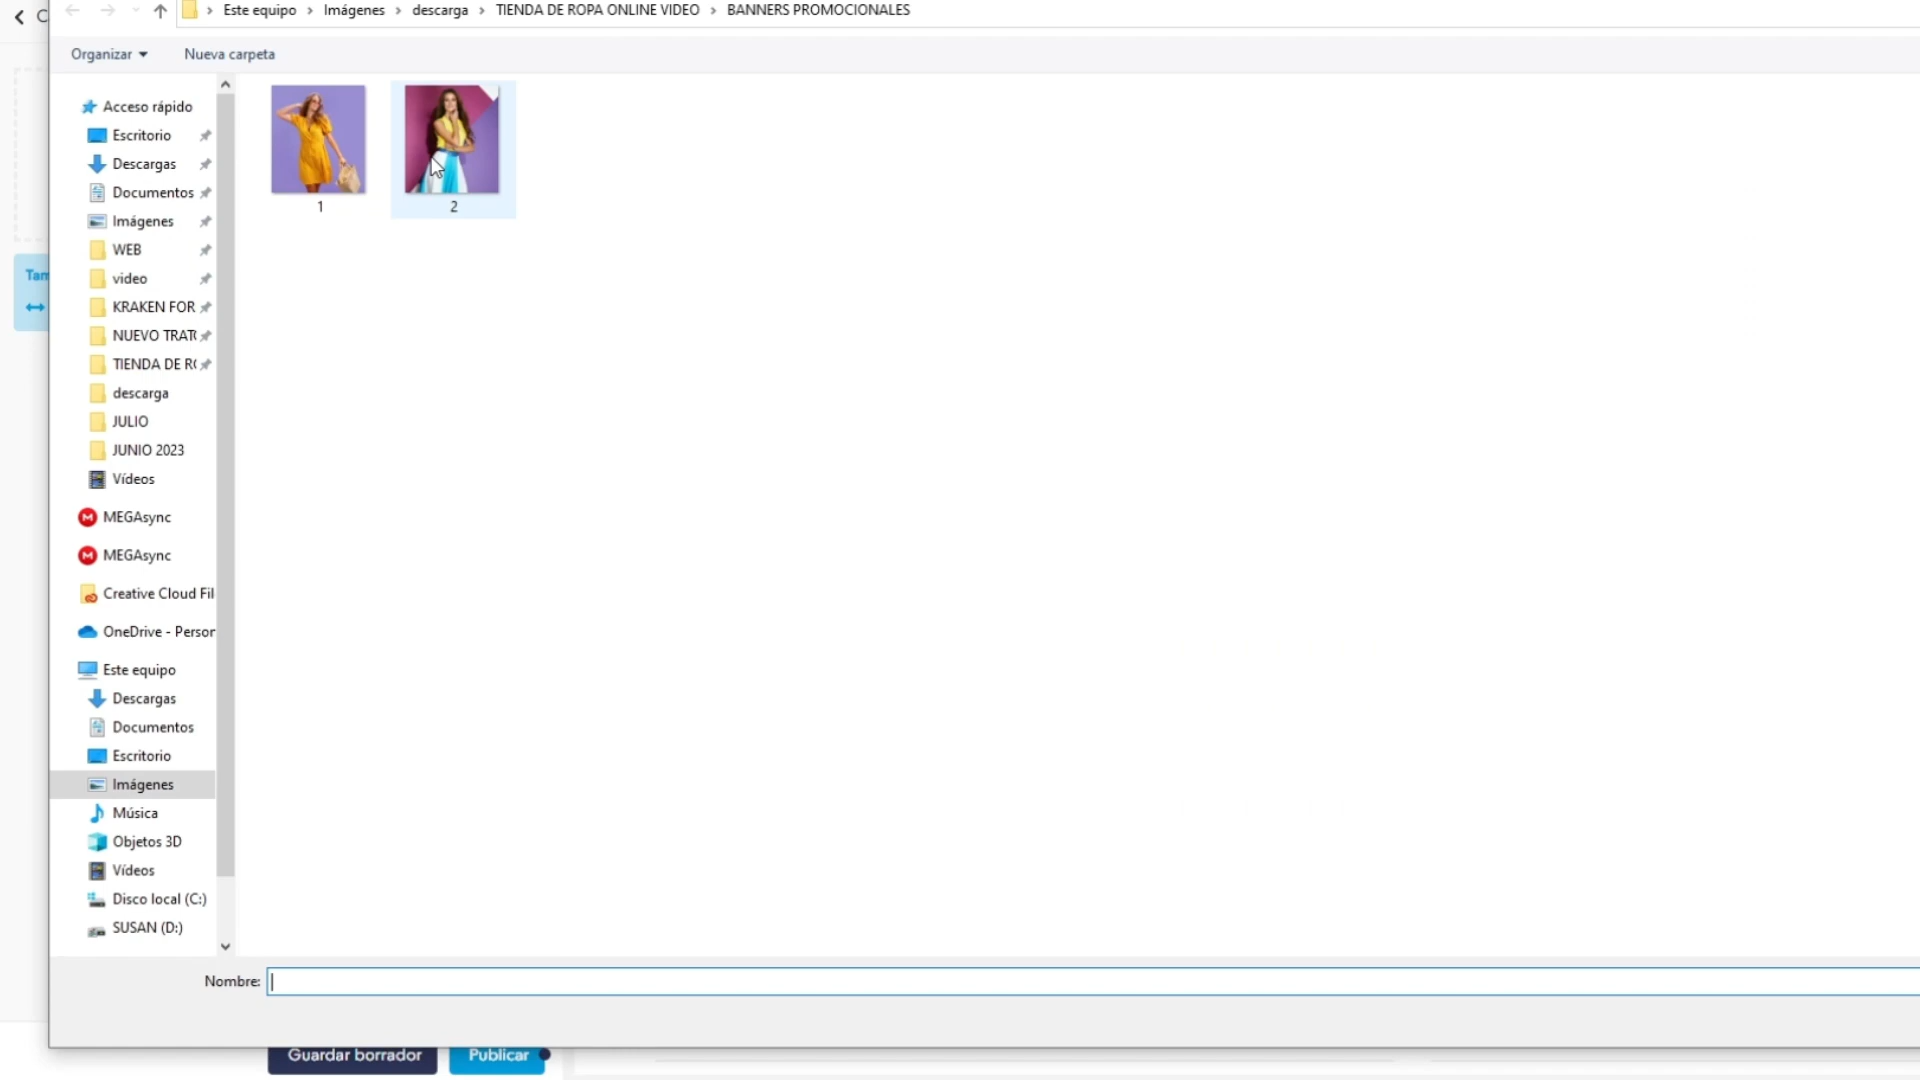 Este equipo > Imágenes > descarga > TIENDA DE ROPA ONLINE VIDEO > BANNERS PROMOCIONALES
Organizar
Nueva carpeta
Acceso rápido
Escritorio
Descargas
Documentos
Imágenes
WEB
video
KRAKEN FOR
NUEVO TRAT
TIENDA DE R
descarga
JULIO
JUNIO 2023
Vídeos
MEGAsync
MEGAsync
Creative Cloud Fil
OneDrive - Person
Este equipo
Descargas
Documentos
Escritorio
Imágenes
Música
Objetos 3D
Vídeos
Disco local (C:)
SUSAN (D:)
1
2
Tam
Nombre:
Guardar borrador
Publicar